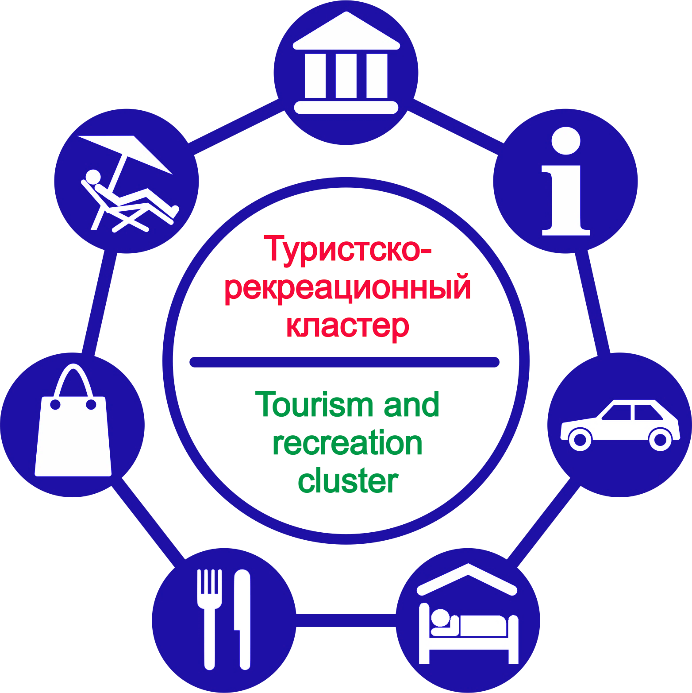 Туристско-
рекреационный
кластер
Tourism and
recreation
cluster